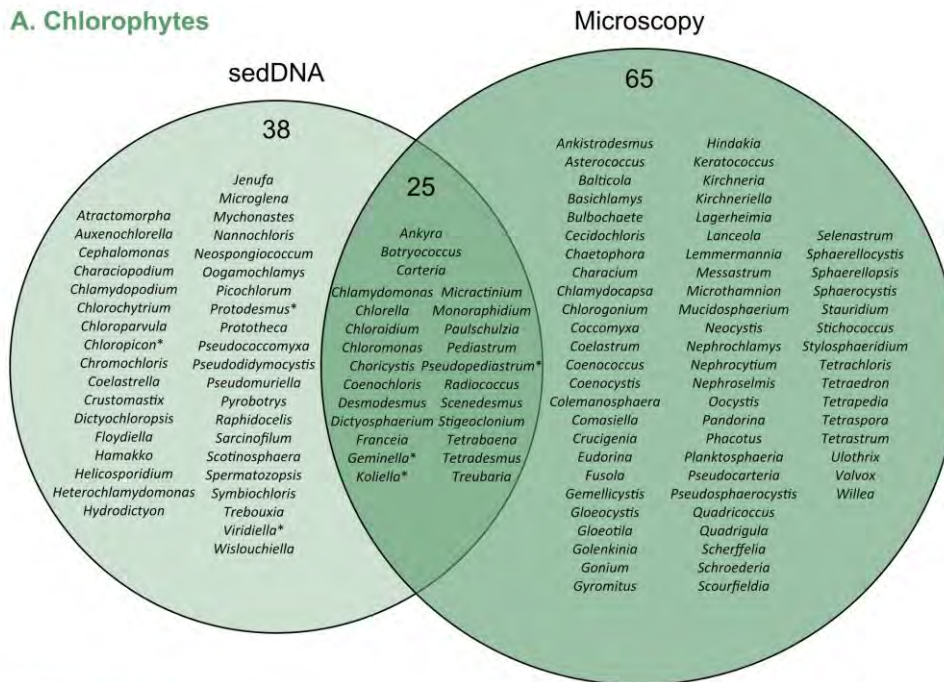 A. Chlorophytes
Microscopy
sedDNA
65
38
25
Atractomorpha
Auxenochlorella
Cephalomonas
Characiopodium
Chlamydopodium
Chlorochytrium
Chloroparvula
Chloropicon*
Chromochloris
Coelastrella
Crustomastix
Dictyochloropsis
Floydiella
Hamakko
Helicosporidium
Heterochlamydomonas
Hydrodictyon
Jenufa
Microglena
Mychonastes
Nannochloris
Neospongiococcum
Oogamochlamys
Picochlorum
Protodesmus*
Prototheca
Pseudococcomyxa
Pseudodidymocystis
Pseudomuriella
Pyrobotrys
Raphidocelis
Sarcinofilum
Scotinosphaera
Spermatozopsis
Symbiochloris
Trebouxia
Viridiella*
Wislouchiella
Ankyra
Botryococcus
Carteria
Chlamydomonas
Chlorella
Chloroidium
Chloromonas
Choricystis
Coenochloris
Desmodesmus
Dictyosphaerium
Franceia
Geminella*
Koliella*
Micractinium
Monoraphidium
Paulschulzia
Pediastrum
Pseudopediastrum*
Radiococcus
Scenedesmus
Stigeoclonium
Tetrabaena
Tetradesmus
Treubaria
Ankistrodesmus
Asterococcus
Balticola
Basichlamys
Bulbochaete
Cecidochloris
Chaetophora
Characium
Chlamydocapsa
Chlorogonium
Coccomyxa
Coelastrum
Coenococcus
Coenocystis
Colemanosphaera
Comasiella
Crucigenia
Eudorina
Fusola
Gemellicystis
Gloeocystis
Gloeotila
Golenkinia
Gonium
Gyromitus
Hindakia
Keratococcus
Kirchneria
Kirchneriella
Lagerheimia
Lanceola
Lemmermannia
Messastrum
Microthamnion
Mucidosphaerium
Neocystis
Nephrochlamys
Nephrocytium
Nephroselmis
Oocystis
Pandorina
Phacotus
Planktosphaeria
Pseudocarteria
Pseudosphaerocystis
Quadricoccus
Quadrigula
Scherffelia
Schroederia
Scourfieldia
Selenastrum
Sphaerellocystis
Sphaerellopsis
Sphaerocystis
Stauridium
Stichococcus
Stylosphaeridium
Tetrachloris
Tetraedron
Tetrapedia
Tetraspora
Tetrastrum
Ulothrix
Volvox
Willea